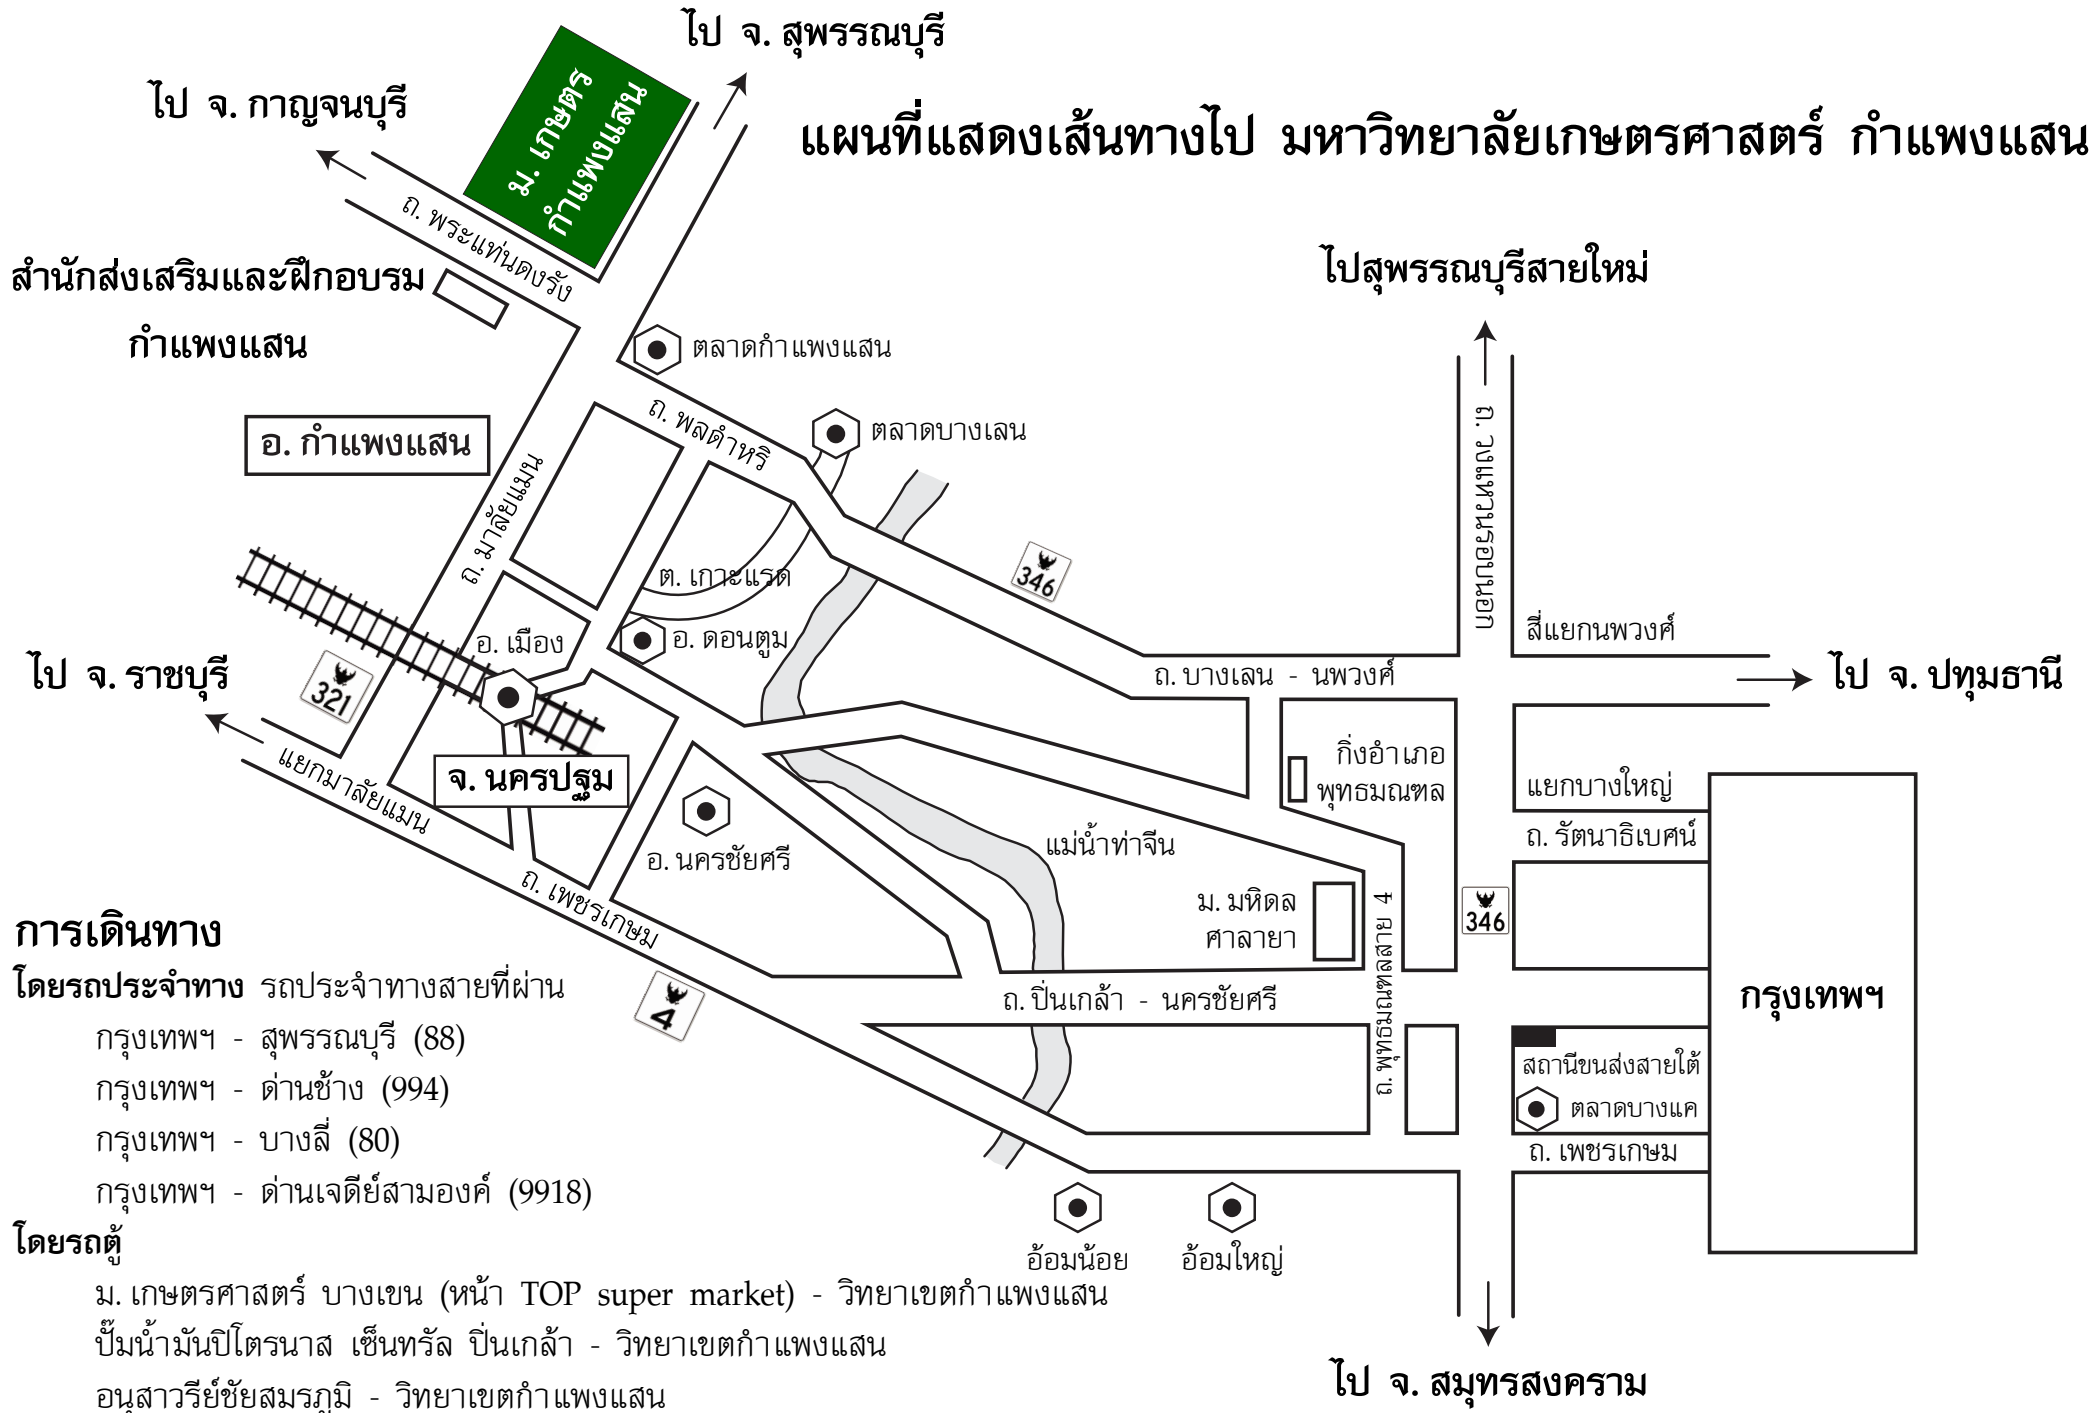 ไป จ. สุพรรณบุรี
ไป จ. กาญจนบุรี
ม. เกษตร
กำแพงแสน
แผนที่แสดงเส้นทางไป มหาวิทยาลัยเกษตรศาสตร์ กำแพงแสน
ถ. พระแท่นดงรัง
สำนักส่งเสริมและฝึกอบรม
กำแพงแสน
ไปสุพรรณบุรีสายใหม่
ตลาดกำแพงแสน
อ. กำแพงแสน
ถ. พลดำหริ
ตลาดบางเลน
ถ. วงแหวนรอบนอก
ถ. มาลัยแมน
ต. เกาะแรด
346
อ. เมือง
อ. ดอนตูม
สี่แยกนพวงศ์
ไป จ. ราชบุรี
321
ถ. บางเลน - นพวงศ์
ไป จ. ปทุมธานี
แยกมาลัยแมน
จ. นครปฐม
กิ่งอำเภอ
พุทธมณฑล
แยกบางใหญ่
ถ. รัตนาธิเบศน์
อ. นครชัยศรี
แม่น้ำท่าจีน
ถ. เพชรเกษม
ม. มหิดล
ศาลายา
ถ. พุทธมณฑลสาย 4
346
กรุงเทพฯ
4
ถ. ปิ่นเกล้า - นครชัยศรี
สถานีขนส่งสายใต้
ตลาดบางแค
ถ. เพชรเกษม
อ้อมน้อย
อ้อมใหญ่
ไป จ. สมุทรสงคราม
การเดินทาง
โดยรถประจำทาง รถประจำทางสายที่ผ่าน
กรุงเทพฯ - สุพรรณบุรี (88)
กรุงเทพฯ - ด่านช้าง (994)
กรุงเทพฯ - บางลี่ (80)
กรุงเทพฯ - ด่านเจดีย์สามองค์ (9918)
โดยรถตู้
ม. เกษตรศาสตร์ บางเขน (หน้า TOP super market) - วิทยาเขตกำแพงแสน
ปั๊มน้ำมันปิโตรนาส เซ็นทรัล ปิ่นเกล้า - วิทยาเขตกำแพงแสน
อนุสาวรีย์ชัยสมรภูมิ - วิทยาเขตกำแพงแสน